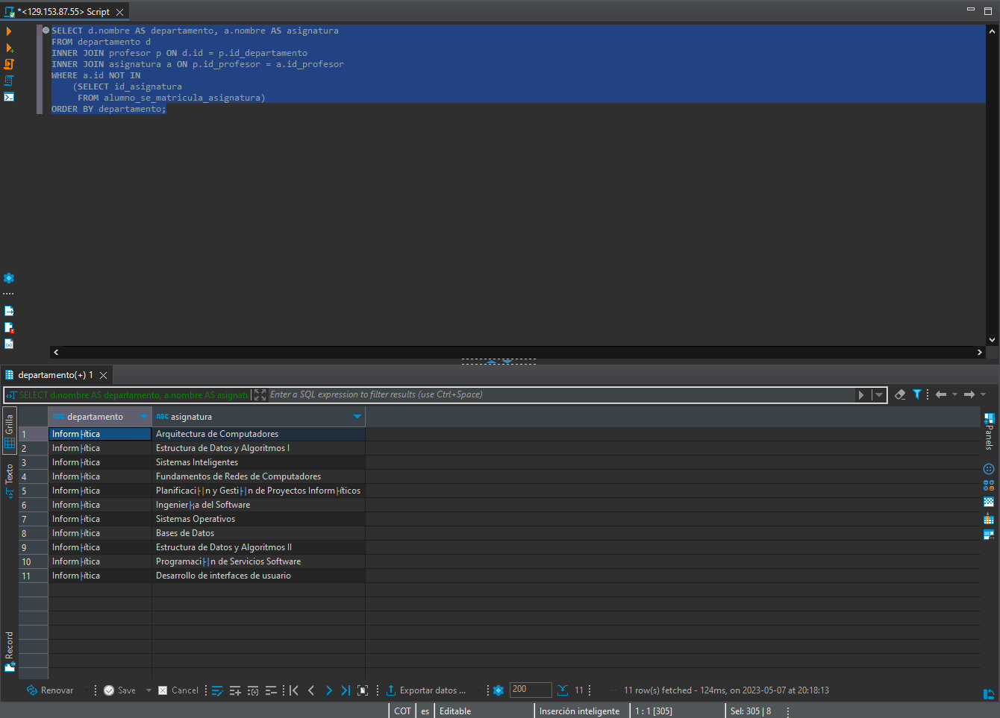 *<129.153.87.55> Script
SELECT d.nombre AS departamento, a.nombre AS asignatura
FROM departamento d
INNER JOIN profesor p ON d.id = p.id_departamento
INNER JOIN asignatura a ON p.id_profesor = a.id_profesor
WHERE a.id NOT IN
(SELECT id_asignatura
FROM alumno_se_matricula_asignatura)
ORDER BY departamento;
departamento(+) 1
SELECT d.nombre AS departamento, a.nombre AS asignatu
Enter a SQL expression to filter results (use Ctrl+Space)
Grilla
Texto
Record
Panels
ABC departamento ABC asignatura
1 Inform├ítica Arquitectura de Computadores
2 Inform├ítica Estructura de Datos y Algoritmos I
3 Inform├ítica Sistemas Inteligentes
4 Inform├ítica Fundamentos de Redes de Computadores
5 Inform├ítica Planificaci├│n y Gesti├│n de Proyectos Inform├íticos
6 Inform├ítica Ingenier├¡a del Software
7 Inform├ítica Sistemas Operativos
8 Inform├ítica Bases de Datos
9 Inform├ítica Estructura de Datos y Algoritmos II
10 Inform├ítica Programaci├│n de Servicios Software
11 Inform├ítica Desarrollo de interfaces de usuario
Renovar Save Cancel Exportar datos ... 200 11 11 row(s) fetched - 124ms, on 2023-05-07 at 20:18:13
COT es Editable Inserción inteligente 1 : 1 [305] Sel: 305 | 8